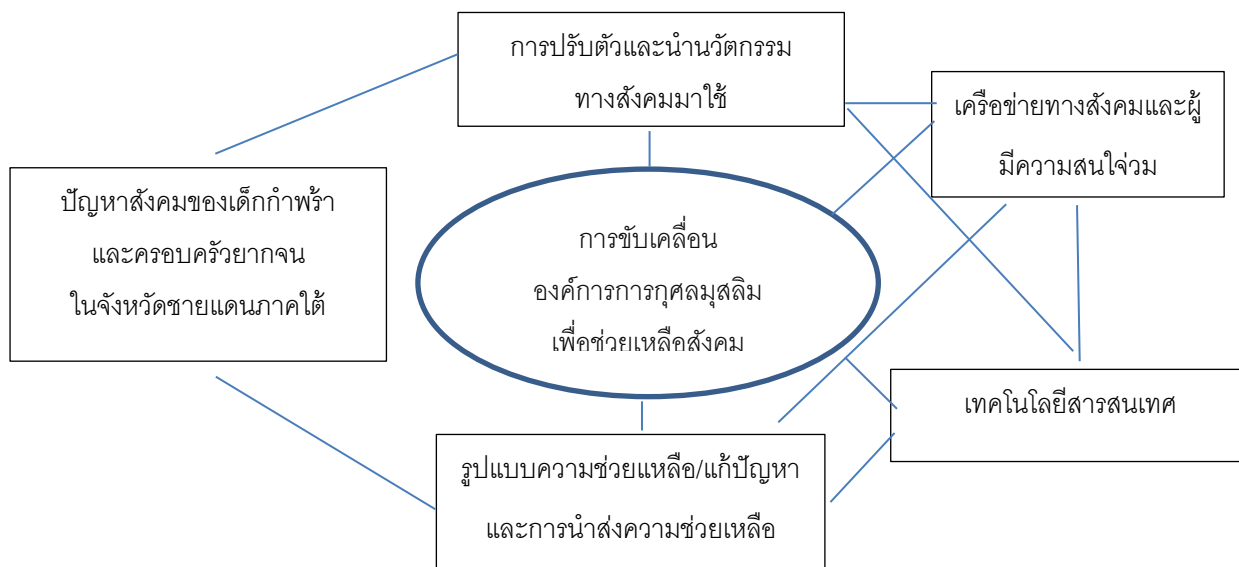 การปรับตัวและนำนวัตกรรม
ทางสังคมมาใช้
เครือข่ายทางสังคมและผู้
มีความสนใจ่วม
ปัญหาสังคมของเด็กกำพร้า
และครอบครัวยากจน
ในจังหวัดชายแดนภาคใต้
การขับเคลื่อน
องค์การการกุศลมุสลิม
เพื่อช่วยเหลือสังคม
เทคโนโลยีสารสนเทศ
รูปแบบความช่วยแหลือ/แก้ปัญหา
และการนำส่งความช่วยเหลือ